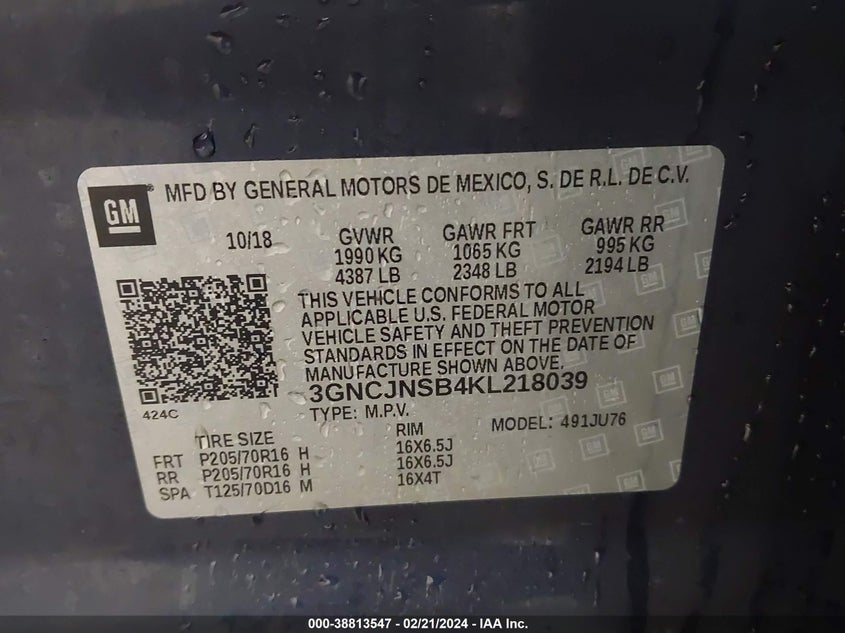 GM
® MFD BY GENERAL MOTORS DE MEXICO, S. DE R.L. DE C.V.
10/18 GVWR GAWR FRT GAWR RR
1990 KG 1065 KG 995 KG
4387 LB 2348 LB 2194 LB
THIS VEHICLE CONFORMS TO ALL
APPLICABLE U.S. FEDERAL MOTOR
VEHICLE SAFETY AND THEFT PREVENTION
STANDARDS IN EFFECT ON THE DATE OF
MANUFACTURE SHOWN ABOVE.
424C
3GNCJNSB4KL218039
TYPE: M.P.V. MODEL: 491JU76
TIRE SIZE RIM
FRT P205/70R16 H 16X6.5J
RR P205/70R16 H 16X6.5J
SPA T125/70D16 M 16X4T
000-38813547 - 02/21/2024 - IAA Inc.